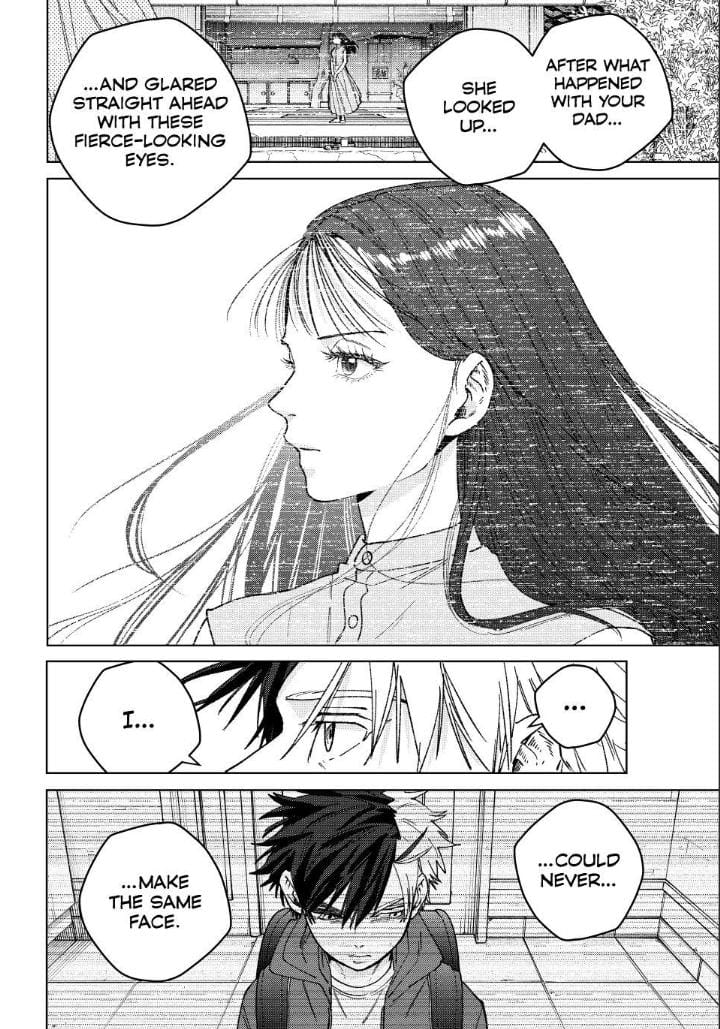 AFTER WHAT
HAPPENED
WITH YOUR
DAD...
SHE
LOOKED
UP...
...AND GLARED
STRAIGHT AHEAD
WITH THESE
FIERCE-LOOKING
EYES.
...
I...
...COULD
NEVER...
...MAKE
THE SAME
FACE.